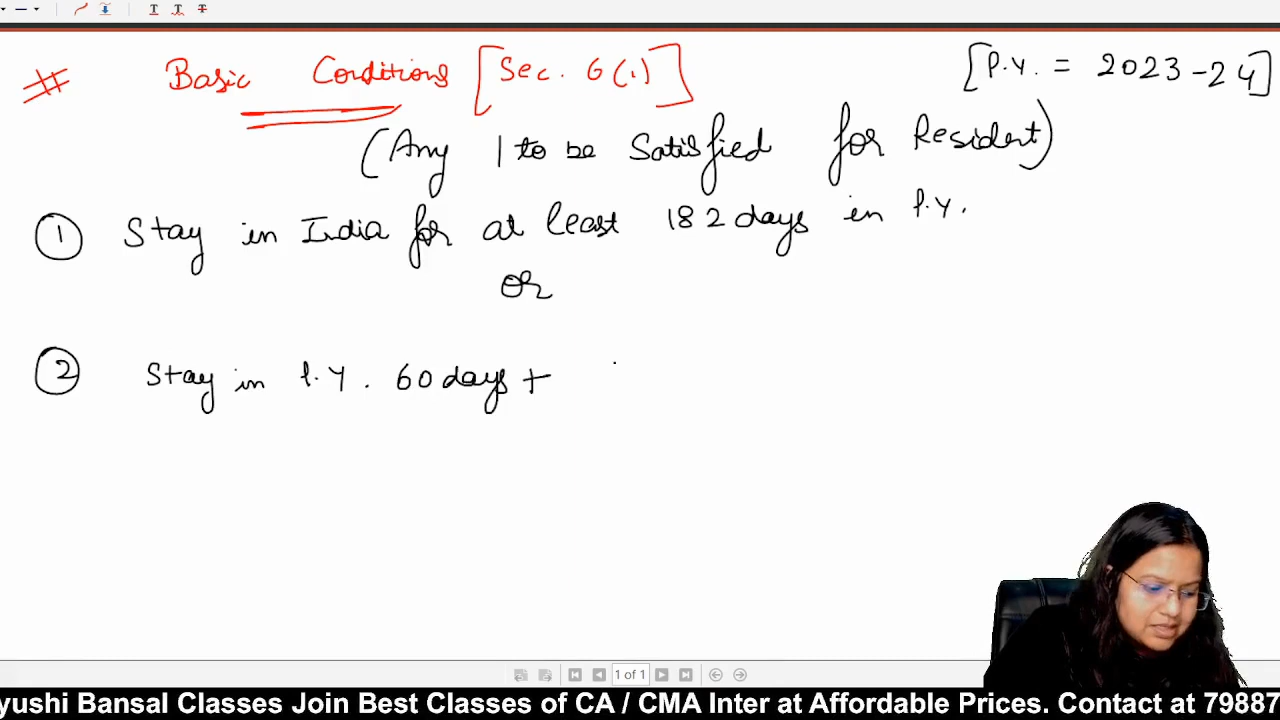 # Basic Conditions [Sec. 6(1)]
[P.Y. = 2023-24]
(Any 1 to be Satisfied for Resident)
① Stay in India for at least 182 days in P.Y.
OR
② Stay in P.Y. 60 days +
1 of 1
yushi Bansal Classes Join Best Classes of CA / CMA Inter at Affordable Prices. Contact at 79887